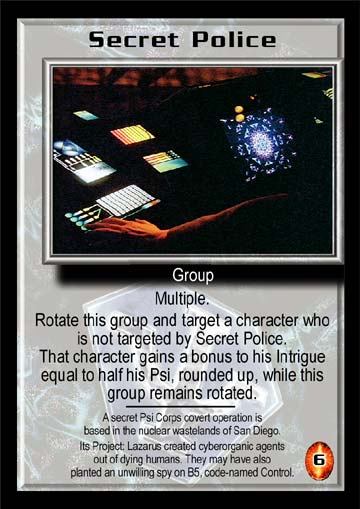 Secret Police
Group
Multiple.
Rotate this group and target a character who
is not targeted by Secret Police.
That character gains a bonus to his Intrigue
equal to half his Psi, rounded up, while this
group remains rotated.
A secret Psi Corps covert operation is
based in the nuclear wastelands of San Diego.
Its Project: Lazarus created cyberorganic agents
out of dying humans. They may have also
planted an unwilling spy on B5, code-named Control.
6